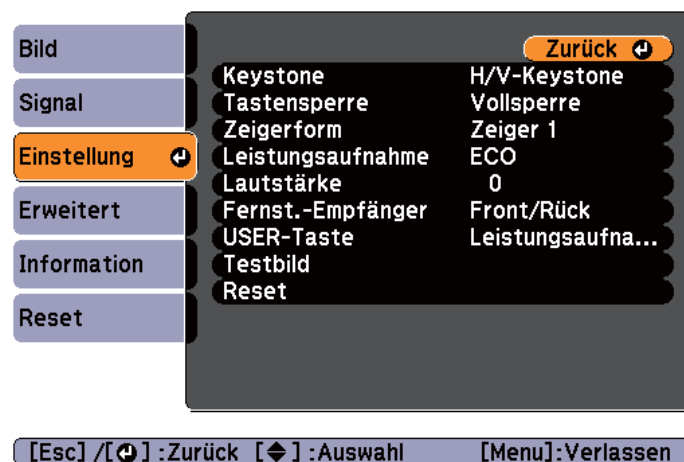 Bild
Signal
Einstellung
Erweitert
Information
Reset
Zurück
Keystone H/V-Keystone
Tastensperre Vollsperre
Zeigerform Zeiger 1
Leistungsaufnahme ECO
Lautstärke 0
Fernst.-Empfänger Front/Rück
USER-Taste Leistungsaufna...
Testbild
Reset
[Esc] /[ ] :Zurück [ ] :Auswahl [Menu]:Verlassen